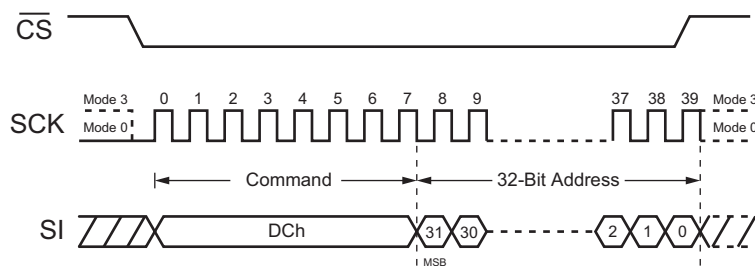 CS
Mode 3
Mode 0
SCK
0 1 2 3 4 5 6 7 8 9 37 38 39
Mode 3
Mode 0
Command
32-Bit Address
SI
DCh
31 30 2 1 0
MSB